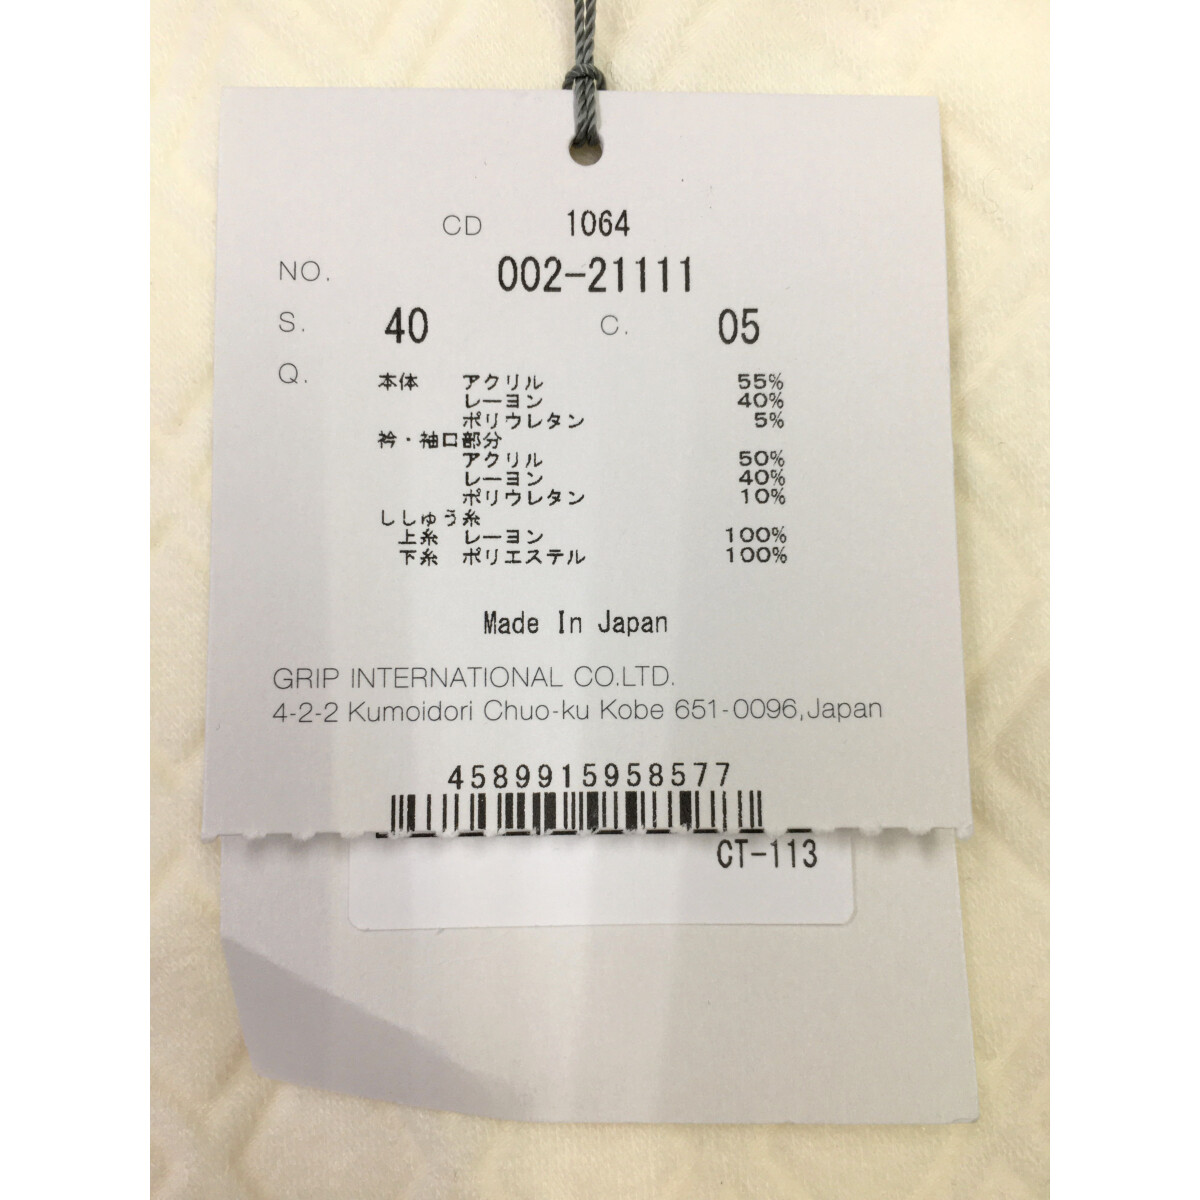 CD 1064
NO. 002-21111
S. 40 C. 05
Q. 本体 アクリル 55%
レーヨン 40%
ポリウレタン 5%
衿・袖口部分
アクリル 50%
レーヨン 40%
ポリウレタン 10%
ししゅう糸
上糸 レーヨン 100%
下糸 ポリエステル 100%
Made In Japan
GRIP INTERNATIONAL CO.LTD.
4-2-2 Kumoidori Chuo-ku Kobe 651-0096,Japan
4589915958577
CT-113